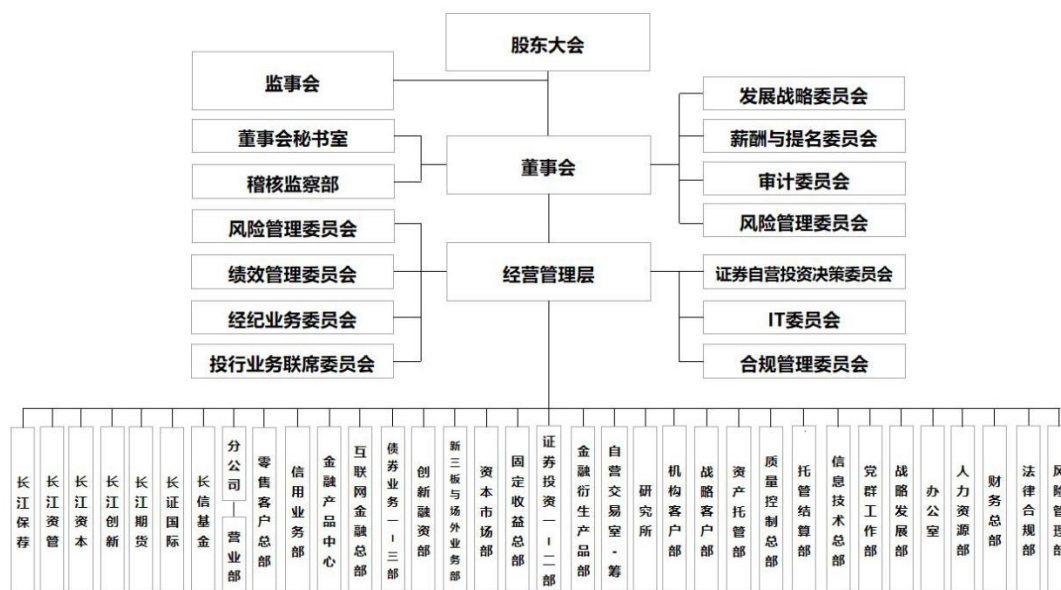 股东大会
监事会
董事会秘书室
稽核监察部
董事会
发展战略委员会
薪酬与提名委员会
审计委员会
风险管理委员会
风险管理委员会
绩效管理委员会
经纪业务委员会
投行业务联席委员会
经营管理层
证券自营投资决策委员会
IT委员会
合规管理委员会
长江保荐
长江资管
长江资本
长江创新
长江期货
长证国际
长信基金
分公司
营业部
零售客户总部
信用业务部
金融产品中心
互联网金融总部
债券业务一-三部
创新融资部
新三板与场外业务部
资本市场部
固定收益总部
证券投资一-二部
金融衍生产品部
自营交易室-筹
研究所
机构客户部
战略客户部
资产托管部
质量控制总部
托管结算部
信息技术总部
党群工作部
战略发展部
办公室
人力资源部
财务总部
法律合规部
风险管理部